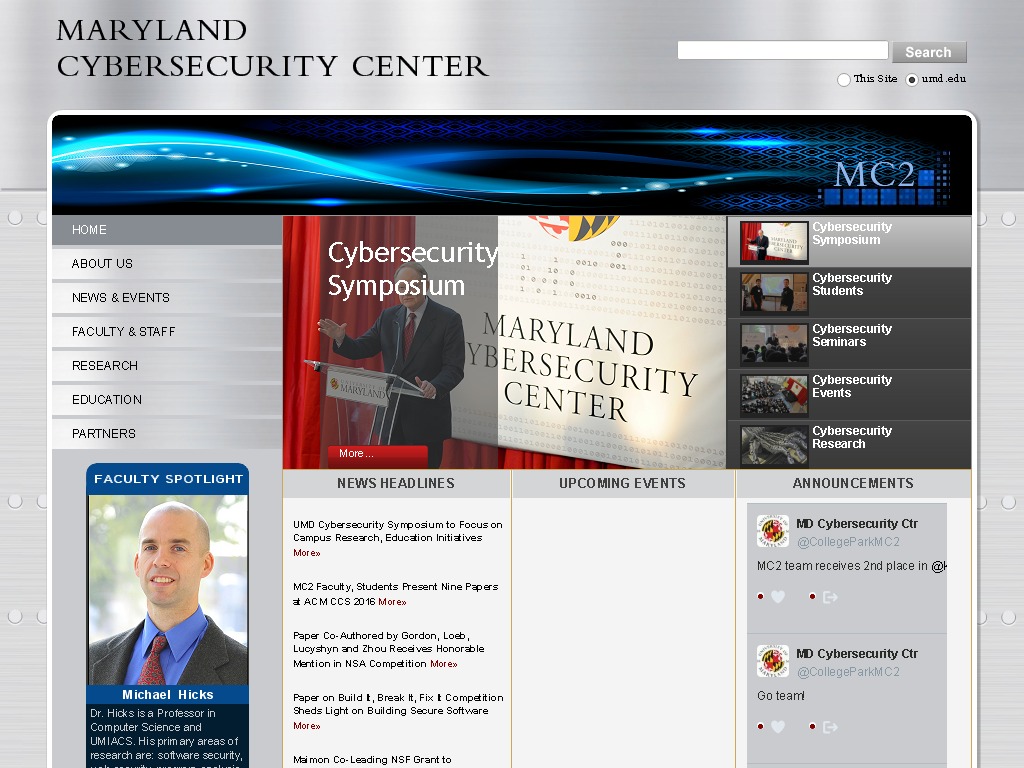 MARYLAND
CYBERSECURITY CENTER
Search
This Site
umd.edu
MC2
HOME
ABOUT US
NEWS & EVENTS
FACULTY & STAFF
RESEARCH
EDUCATION
PARTNERS
Cybersecurity
Symposium
MARYLAND
YBERSECURITY
CENTER
MARYLAND
More...
Cybersecurity
Symposium
Cybersecurity
Students
Cybersecurity
Seminars
Cybersecurity
Events
Cybersecurity
Research
FACULTY SPOTLIGHT
Michael Hicks
Dr. Hicks is a Professor in
Computer Science and
UMIACS. His primary areas of
research are: software security,
NEWS HEADLINES
UMD Cybersecurity Symposium to Focus on
Campus Research, Education Initiatives
More»
MC2 Faculty, Students Present Nine Papers
at ACM CCS 2016 More»
Paper Co-Authored by Gordon, Loeb,
Lucyshyn and Zhou Receives Honorable
Mention in NSA Competition More»
Paper on Build It, Break It, Fix It Competition
Sheds Light on Building Secure Software
More»
Maimon Co-Leading NSF Grant to
UPCOMING EVENTS
ANNOUNCEMENTS
MD Cybersecurity Ctr
@CollegeParkMC2
MC2 team receives 2nd place in @k
MD Cybersecurity Ctr
@CollegeParkMC2
Go team!